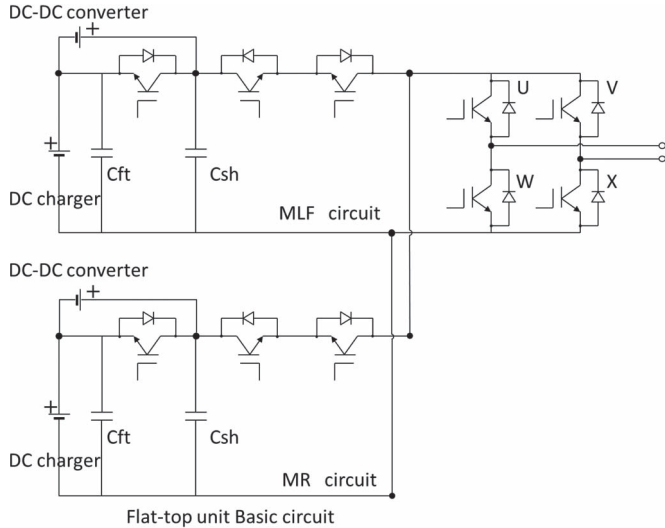 DC-DC converter
+
U
V
+
Cft
Csh
W
X
DC charger
MLF circuit
DC-DC converter
+
+
Cft
Csh
DC charger
MR circuit
Flat-top unit Basic circuit